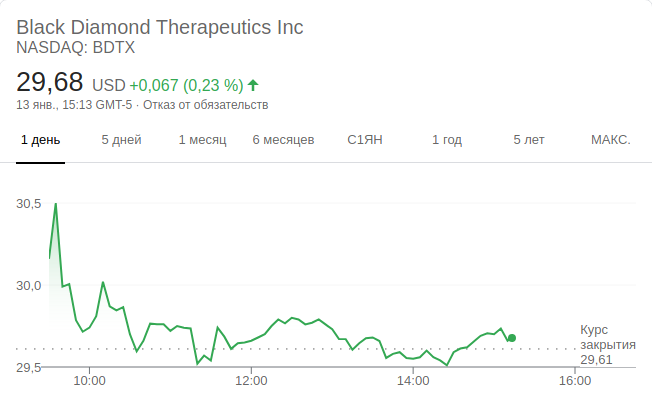 Black Diamond Therapeutics Inc
NASDAQ: BDTX
29,68 USD +0,067 (0,23 %)
13 янв., 15:13 GMT-5 · Отказ от обязательств
1 день 5 дней 1 месяц 6 месяцев С1ЯН 1 год 5 лет МАКС.
30,5
30,0
29,5
Курс
закрытия
29,61
10:00 12:00 14:00 16:00